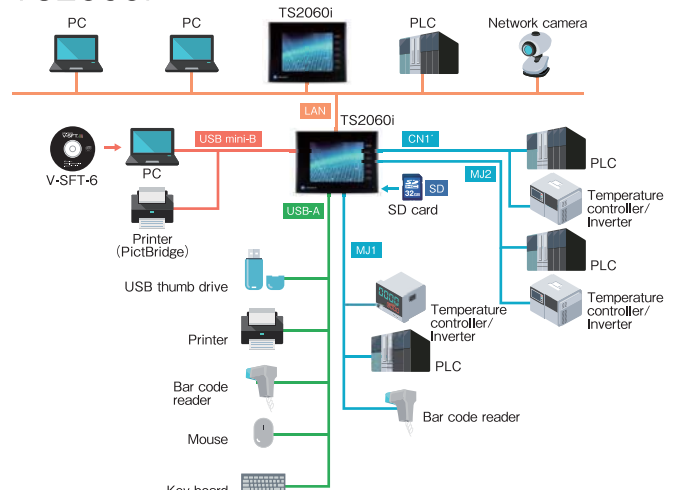 PC
PC
TS2060i
PLC
Network camera
LAN
TS2060i
V-SFT-6
PC
USB mini-B
CN1*
PLC
MJ2
SD
32GB
SD card
Temperature
controller/
Inverter
Printer
(PictBridge)
USB-A
PLC
MJ1
USB thumb drive
Temperature
controller/
Inverter
Temperature
controller/
Inverter
Printer
PLC
Bar code
reader
Bar code reader
Mouse